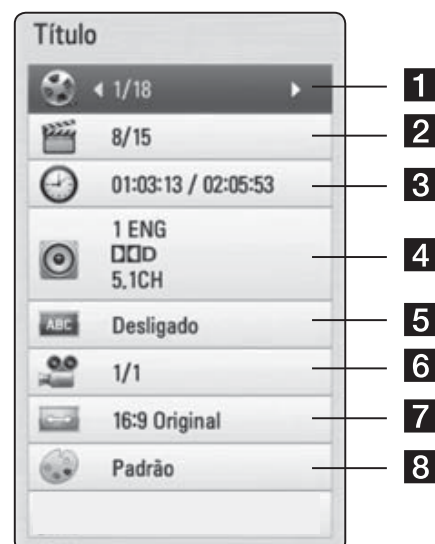 Título
1/18
1
8/15
2
01:03:13 / 02:05:53
3
1 ENG
DD D
5.1CH
4
ABC
Desligado
5
1/1
6
16:9 Original
7
Padrão
8